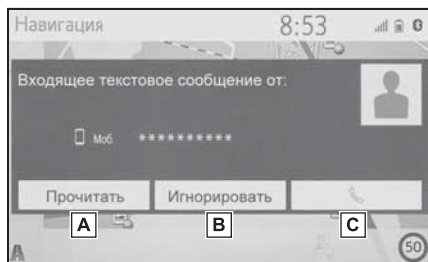 Навигация 8:53
Входящее текстовое сообщение от:
Моб. **********
Прочитать Игнорировать
A B C
50